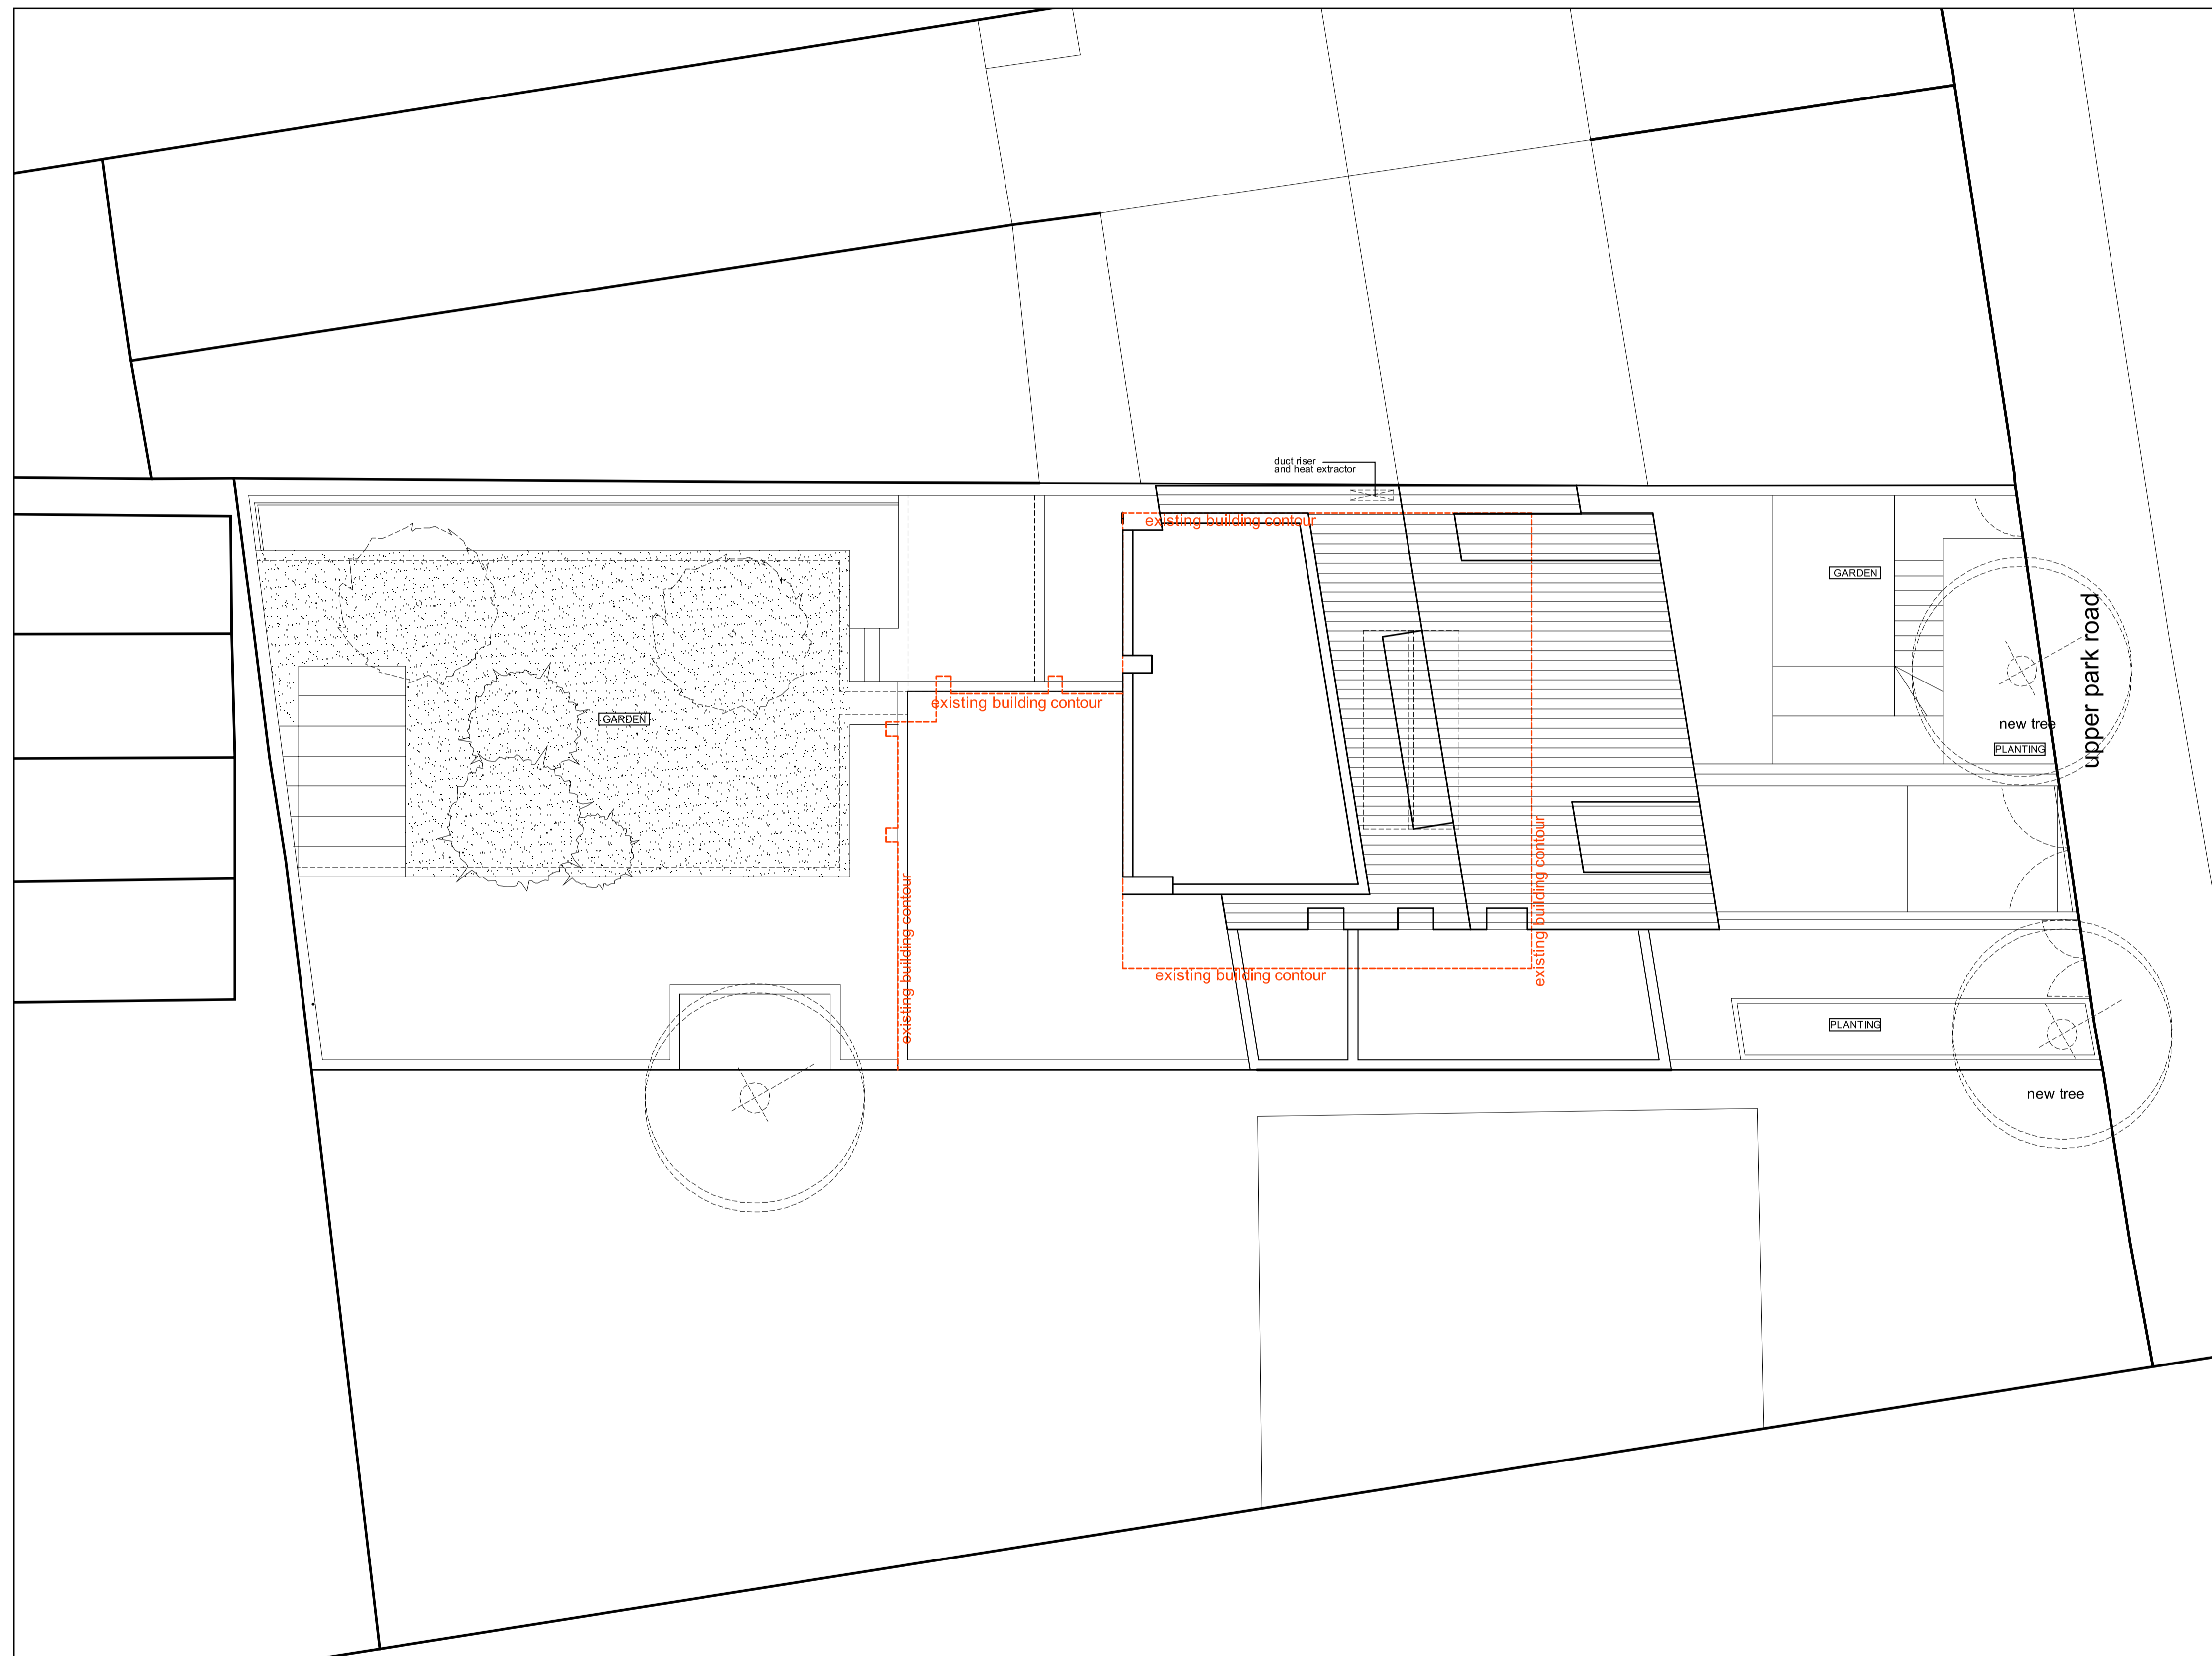 duct riser
and heat extractor
existing building contour
GARDEN
upper park road
existing building contour
GARDEN
new tree
PLANTING
existing building contour
existing building contour
existing building contour
PLANTING
new tree